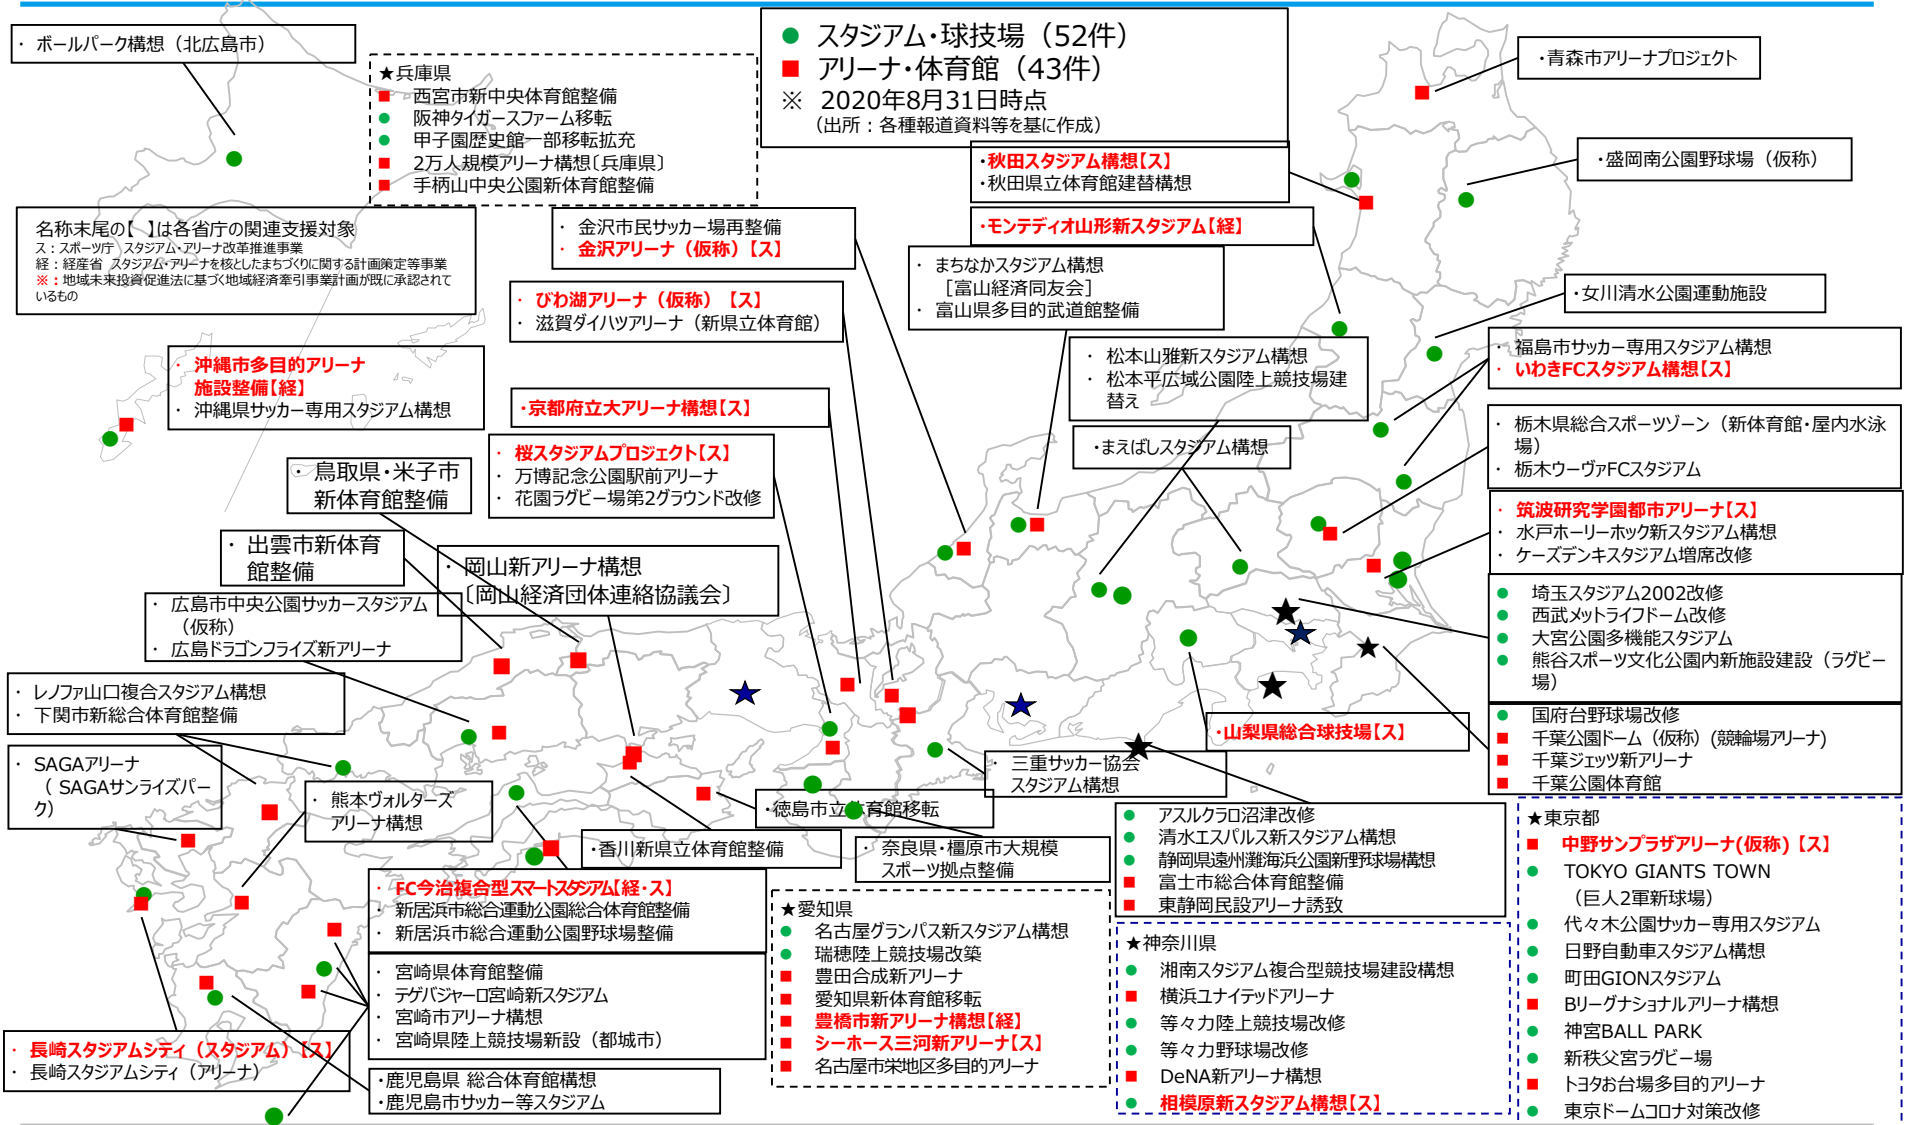 ● スタジアム・球技場（52件）
■ アリーナ・体育館（43件）
※ 2020年8月31日時点
（出所：各種報道資料等を基に作成）
・ ボールパーク構想（北広島市）
★兵庫県
■ 西宮市新中央体育館整備
● 阪神タイガースファーム移転
● 甲子園歴史館一部移転拡充
■ 2万人規模アリーナ構想〔兵庫県〕
■ 手柄山中央公園新体育館整備
・青森市アリーナプロジェクト
・盛岡南公園野球場（仮称）
・秋田スタジアム構想【ス】
・秋田県立体育館建替構想
・モンテディオ山形新スタジアム【経】
名称末尾の【 】は各省庁の関連支援対象
ス：スポーツ庁 スタジアム・アリーナ改革推進事業
経：経産省 スタジアム・アリーナを核としたまちづくりに関する計画策定等事業
※：地域未来投資促進法に基づく地域経済牽引事業計画が既に承認されて
いるもの
・ 金沢市民サッカー場再整備
・ 金沢アリーナ（仮称）【ス】
・ まちなかスタジアム構想
［富山経済同友会］
・ 富山県多目的武道館整備
・ びわ湖アリーナ（仮称）【ス】
・ 滋賀ダイハツアリーナ（新県立体育館）
・女川清水公園運動施設
・ 福島市サッカー専用スタジアム構想
・ いわきFCスタジアム構想【ス】
・ 沖縄市多目的アリーナ
施設整備【経】
・ 沖縄県サッカー専用スタジアム構想
・ 松本山雅新スタジアム構想
・ 松本平広域公園陸上競技場建
替え
・京都府立大アリーナ構想【ス】
・ 栃木県総合スポーツゾーン（新体育館・屋内水泳
場）
・ 栃木ウーヴァFCスタジアム
・まえばしスタジアム構想
・ 桜スタジアムプロジェクト【ス】
・ 万博記念公園駅前アリーナ
・ 花園ラグビー場第2グラウンド改修
・ 鳥取県・米子市
新体育館整備
・ 筑波研究学園都市アリーナ【ス】
・ 水戸ホーリーホック新スタジアム構想
・ ケーズデンキスタジアム増席改修
・ 出雲市新体育
館整備
・ 岡山新アリーナ構想
〔岡山経済団体連絡協議会〕
● 埼玉スタジアム2002改修
● 西武メットライフドーム改修
● 大宮公園多機能スタジアム
● 熊谷スポーツ文化公園内新施設建設（ラグビー
場）
・ 広島市中央公園サッカースタジアム
（仮称）
・ 広島ドラゴンフライズ新アリーナ
・ レノファ山口複合スタジアム構想
・ 下関市新総合体育館整備
・山梨県総合球技場【ス】
● 国府台野球場改修
■ 千葉公園ドーム（仮称）(競輪場アリーナ)
■ 千葉ジェッツ新アリーナ
■ 千葉公園体育館
・ SAGAアリーナ
（ SAGAサンライズパー
ク）
・ 熊本ヴォルターズ
アリーナ構想
・ 三重サッカー協会
スタジアム構想
・徳島市立体育館移転
・香川新県立体育館整備
・ 奈良県・橿原市大規模
スポーツ拠点整備
● アスルクラロ沼津改修
● 清水エスパルス新スタジアム構想
● 静岡県遠州灘海浜公園新野球場構想
■ 富士市総合体育館整備
■ 東静岡民設アリーナ誘致
★東京都
■ 中野サンプラザアリーナ(仮称)【ス】
● TOKYO GIANTS TOWN
（巨人2軍新球場）
● 代々木公園サッカー専用スタジアム
● 日野自動車スタジアム構想
● 町田GIONスタジアム
■ Bリーグナショナルアリーナ構想
● 神宮BALL PARK
● 新秩父宮ラグビー場
■ トヨタお台場多目的アリーナ
● 東京ドームコロナ対策改修
・ FC今治複合型スマートスタジアム【経・ス】
・ 新居浜市総合運動公園総合体育館整備
・ 新居浜市総合運動公園野球場整備
・ 宮崎県体育館整備
・ テゲバジャーロ宮崎新スタジアム
・ 宮崎市アリーナ構想
・ 宮崎県陸上競技場新設（都城市）
★愛知県
● 名古屋グランパス新スタジアム構想
● 瑞穂陸上競技場改築
■ 豊田合成新アリーナ
■ 愛知県新体育館移転
■ 豊橋市新アリーナ構想【経】
■ シーホース三河新アリーナ【ス】
■ 名古屋市栄地区多目的アリーナ
★神奈川県
● 湘南スタジアム複合型競技場建設構想
■ 横浜ユナイテッドアリーナ
● 等々力陸上競技場改修
● 等々力野球場改修
■ DeNA新アリーナ構想
● 相模原新スタジアム構想【ス】
・ 長崎スタジアムシティ（スタジアム）【ス】
・ 長崎スタジアムシティ（アリーナ）
・鹿児島県 総合体育館構想
・鹿児島市サッカー等スタジアム